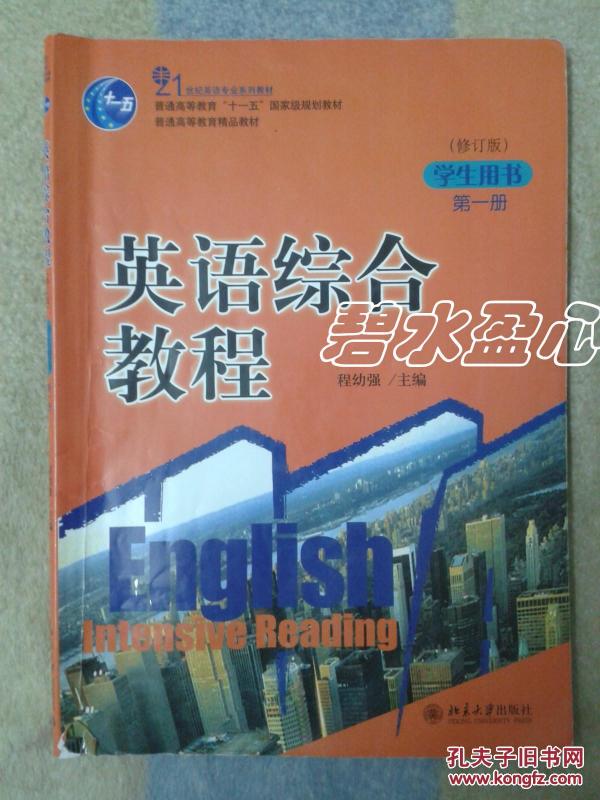 21世纪英语专业系列教材
十一五
普通高等教育“十一五”国家级规划教材
普通高等教育精品教材
(修订版)
学生用书
第一册
英语综合
教程
碧水盈心
程幼强 /主编
English
Intensive Reading
北京大学出版社
PEKING UNIVERSITY PRESS
孔夫子旧书网
www.kongfz.com